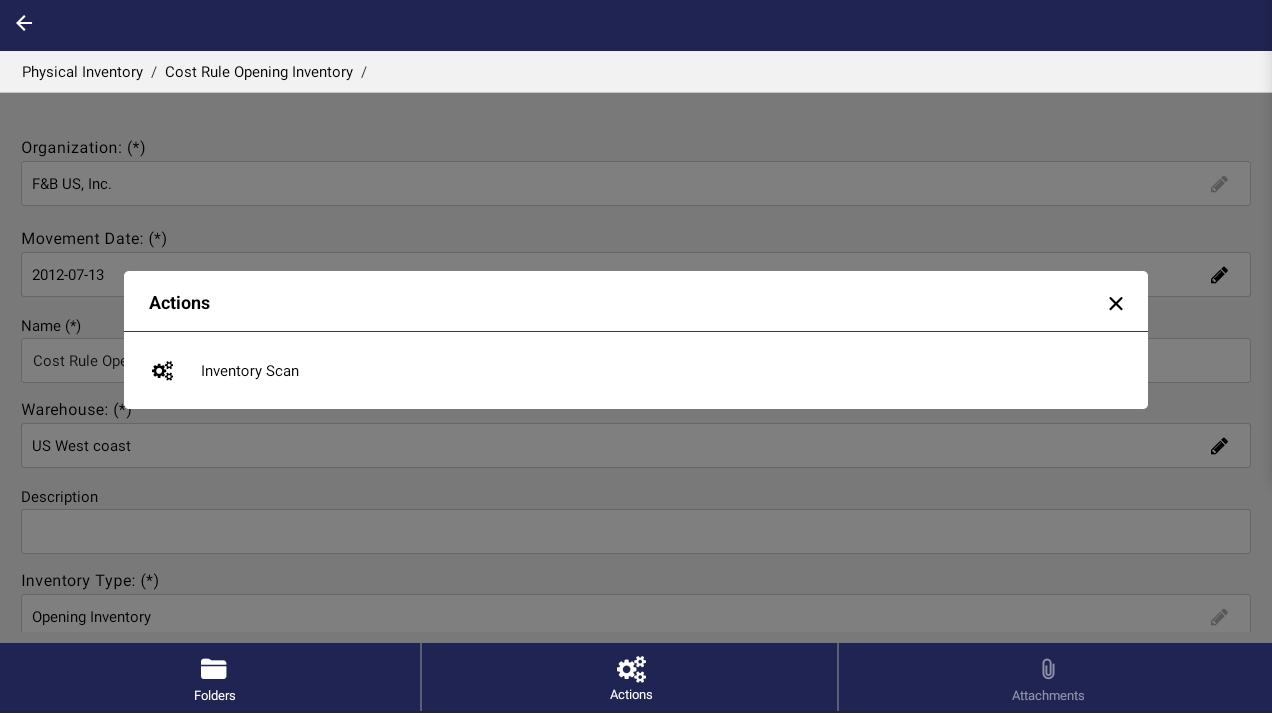 Physical Inventory / Cost Rule Opening Inventory /
Organization: (*)
F&B US, Inc.
Movement Date: (*)
2012-07-13
Actions
Name (*)
Cost Rule Ope
Inventory Scan
Warehouse: (*)
US West coast
Description
Inventory Type: (*)
Opening Inventory
Folders
Actions
Attachments